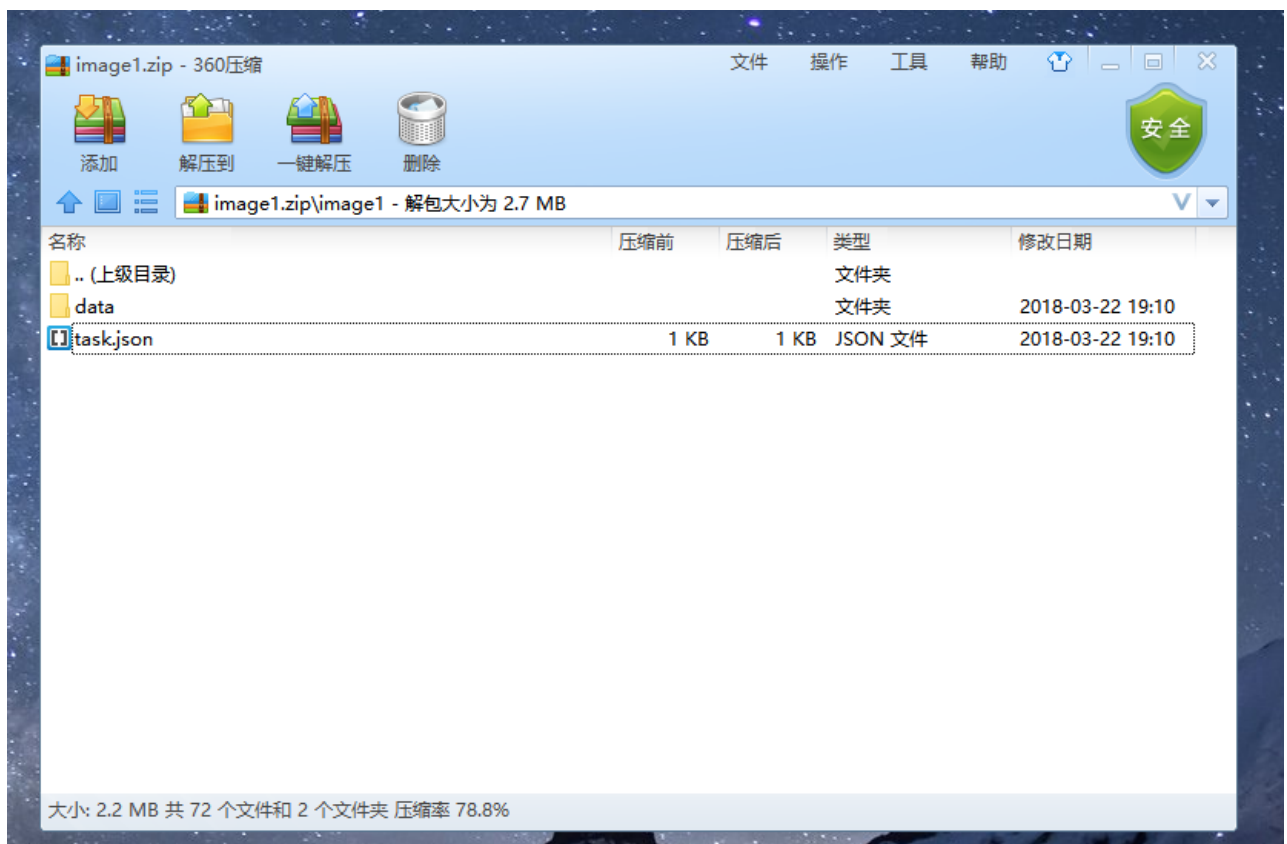 image1.zip - 360压缩 文件 操作 工具 帮助
添加 解压到 一键解压 删除 安全
image1.zip\image1 - 解包大小为 2.7 MB
名称 压缩前 压缩后 类型 修改日期
.. (上级目录) 文件夹
data 文件夹 2018-03-22 19:10
task.json 1 KB 1 KB JSON 文件 2018-03-22 19:10
大小: 2.2 MB 共 72 个文件和 2 个文件夹 压缩率 78.8%